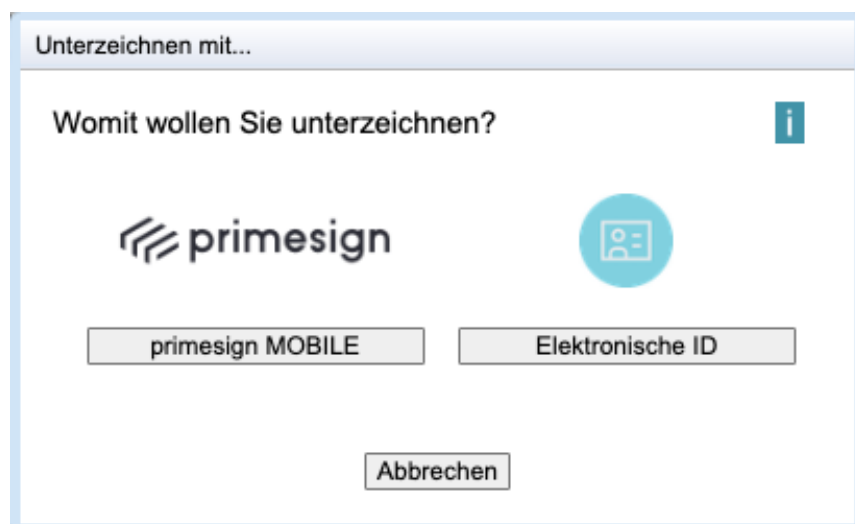 Unterzeichnen mit...
Womit wollen Sie unterzeichnen?
i
primesign
primesign MOBILE
Elektronische ID
Abbrechen